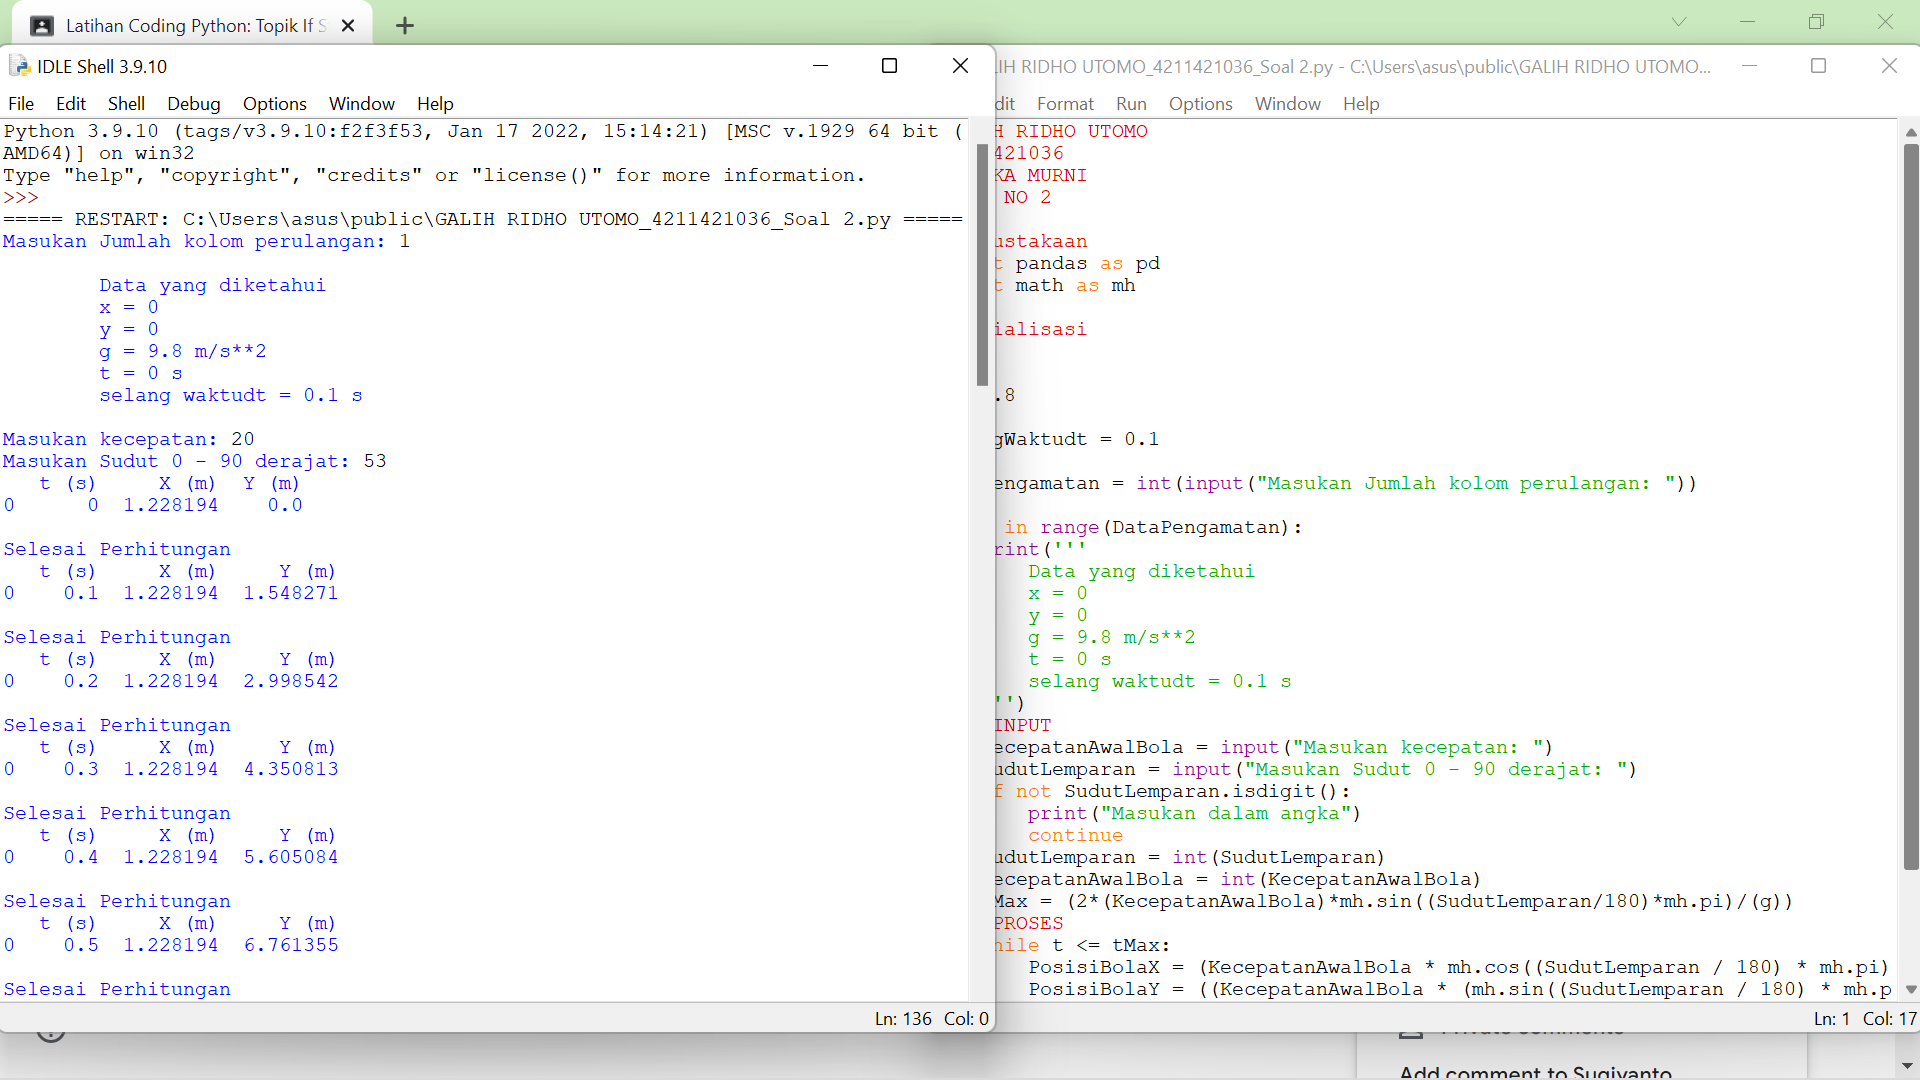 Latihan Coding Python: Topik If S
IDLE Shell 3.9.10
File Edit Shell Debug Options Window Help
Python 3.9.10 (tags/v3.9.10:f2f3f53, Jan 17 2022, 15:14:21) [MSC v.1929 64 bit (
AMD64)] on win32
Type "help", "copyright", "credits" or "license()" for more information.
>>>
===== RESTART: C:\Users\asus\public\GALIH RIDHO UTOMO_4211421036_Soal 2.py =====
Masukan Jumlah kolom perulangan: 1
Data yang diketahui
x = 0
y = 0
g = 9.8 m/s**2
t = 0 s
selang waktudt = 0.1 s
Masukan kecepatan: 20
Masukan Sudut 0 - 90 derajat: 53
t (s) X (m) Y (m)
0 0 1.228194 0.0
Selesai Perhitungan
t (s) X (m) Y (m)
0 0.1 1.228194 1.548271
Selesai Perhitungan
t (s) X (m) Y (m)
0 0.2 1.228194 2.998542
Selesai Perhitungan
t (s) X (m) Y (m)
0 0.3 1.228194 4.350813
Selesai Perhitungan
t (s) X (m) Y (m)
0 0.4 1.228194 5.605084
Selesai Perhitungan
t (s) X (m) Y (m)
0 0.5 1.228194 6.761355
Selesai Perhitungan
Ln: 136 Col: 0
IH RIDHO UTOMO_4211421036_Soal 2.py - C:\Users\asus\public\GALIH RIDHO UTOMO...
dit Format Run Options Window Help
H RIDHO UTOMO
421036
KA MURNI
NO 2
ustakaan
t pandas as pd
t math as mh
ialisasi
.8
gWaktudt = 0.1
engamatan = int(input("Masukan Jumlah kolom perulangan: "))
in range(DataPengamatan):
rint('''
Data yang diketahui
x = 0
y = 0
g = 9.8 m/s**2
t = 0 s
selang waktudt = 0.1 s
'')
INPUT
ecepatanAwalBola = input("Masukan kecepatan: ")
udutLemparan = input("Masukan Sudut 0 - 90 derajat: ")
f not SudutLemparan.isdigit():
print("Masukan dalam angka")
continue
udutLemparan = int(SudutLemparan)
ecepatanAwalBola = int(KecepatanAwalBola)
Max = (2*(KecepatanAwalBola)*mh.sin((SudutLemparan/180)*mh.pi)/(g))
PROSES
hile t <= tMax:
PosisiBolaX = (KecepatanAwalBola * mh.cos((SudutLemparan / 180) * mh.pi)
PosisiBolaY = ((KecepatanAwalBola * (mh.sin((SudutLemparan / 180) * mh.p
Ln: 1 Col: 17
Add comment to Sugiyanto